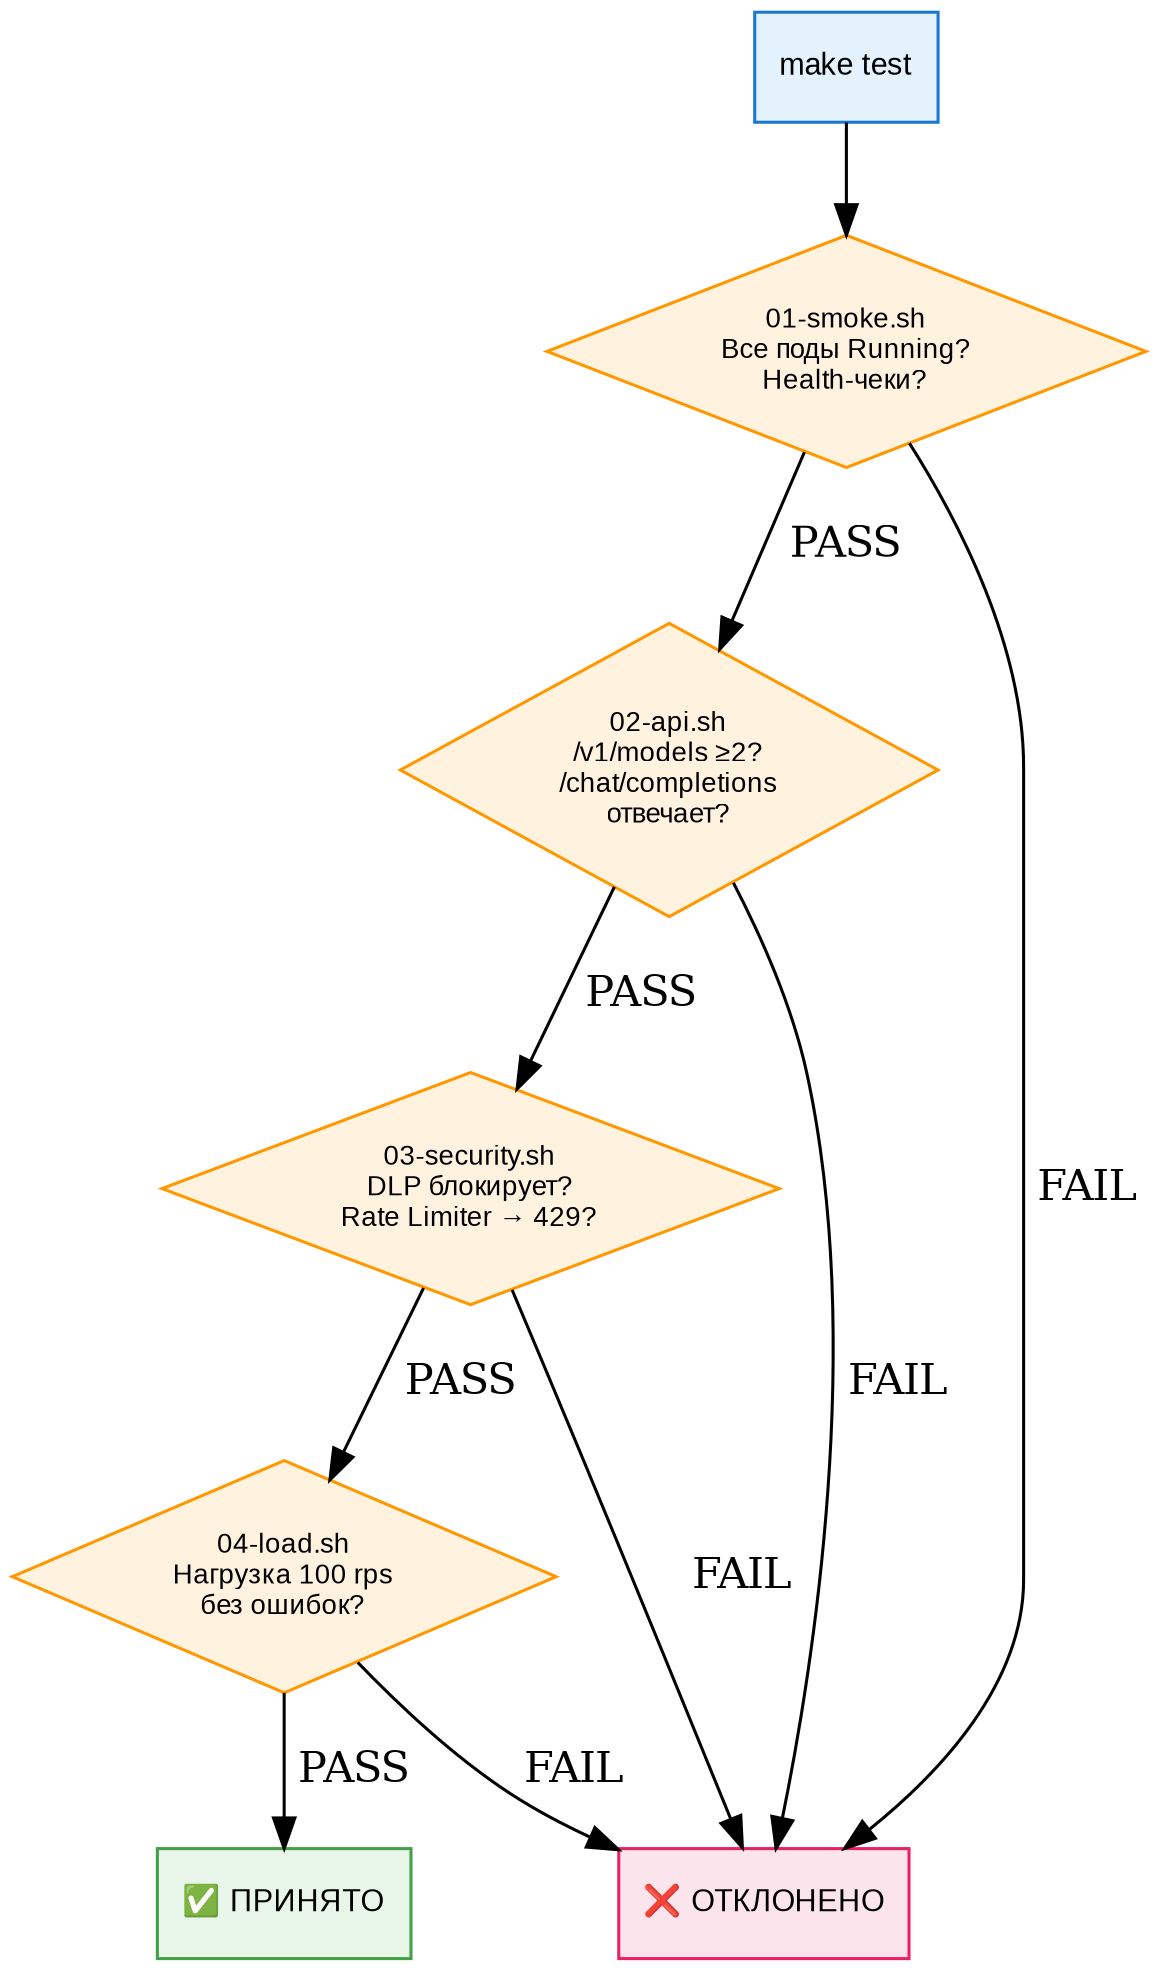 make test
01-smoke.sh
Все поды Running?
Health-чеки?
PASS
02-api.sh
/v1/models ≥2?
/chat/completions
отвечает?
PASS
03-security.sh
DLP блокирует?
Rate Limiter → 429?
FAIL
PASS
FAIL
04-load.sh
Нагрузка 100 rps
без ошибок?
FAIL
PASS
FAIL
✅ ПРИНЯТО
❌ ОТКЛОНЕНО